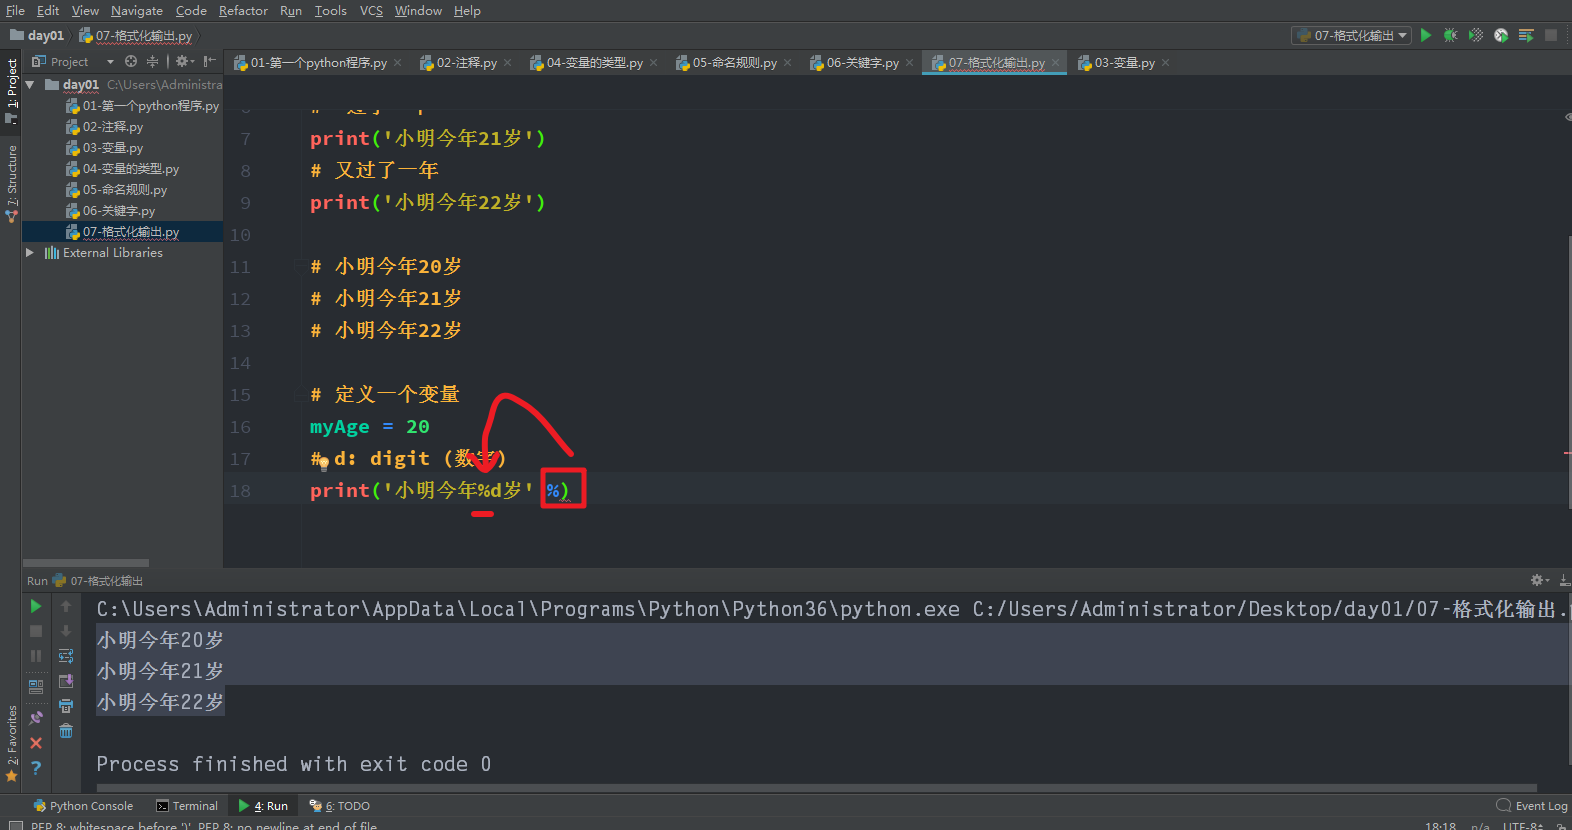 File Edit View Navigate Code Refactor Run Tools VCS Window Help
day01 07-格式化输出.py 07-格式化输出
1: Project
7: Structure
2: Favorites
Project
01-第一个python程序.py 02-注释.py 04-变量的类型.py 05-命名规则.py 06-关键字.py 07-格式化输出.py 03-变量.py
day01 C:\Users\Administra
01-第一个python程序.py
02-注释.py
03-变量.py
04-变量的类型.py
05-命名规则.py
06-关键字.py
07-格式化输出.py
External Libraries
7 print('小明今年21岁')
8 # 又过了一年
9 print('小明今年22岁')
10
11 # 小明今年20岁
12 # 小明今年21岁
13 # 小明今年22岁
14
15 # 定义一个变量
16 myAge = 20
17 # d: digit (数字)
18 print('小明今年%d岁' %)
Run 07-格式化输出
C:\Users\Administrator\AppData\Local\Programs\Python\Python36\python.exe C:/Users/Administrator/Desktop/day01/07-格式化输出.
小明今年20岁
小明今年21岁
小明今年22岁
Process finished with exit code 0
Python Console Terminal 4: Run 6: TODO Event Log
PEP 8: whitespace before ')'. PEP 8: no newline at end of file 18:18 n/a UTF-8